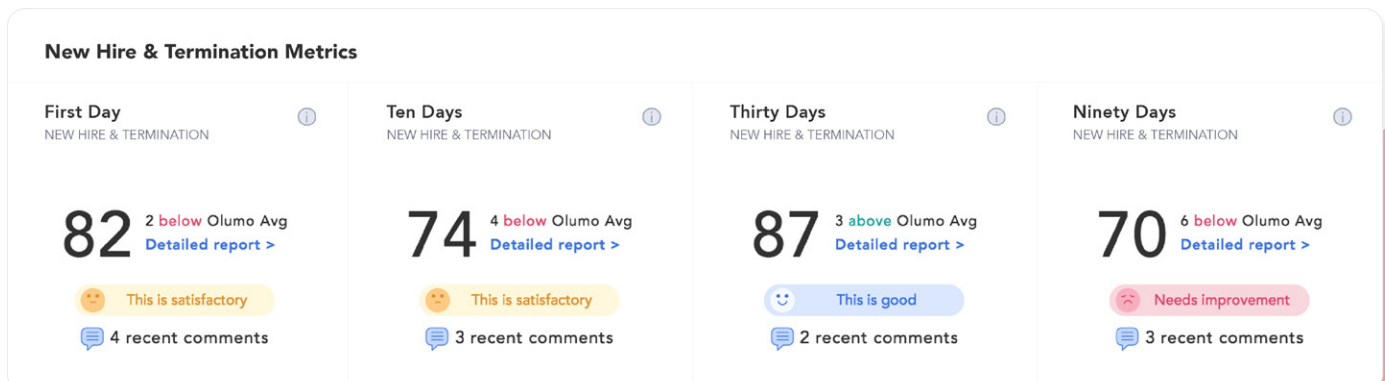 New Hire & Termination Metrics
First Day
NEW HIRE & TERMINATION
82
2 below Olumo Avg
Detailed report >
This is satisfactory
4 recent comments
Ten Days
NEW HIRE & TERMINATION
74
4 below Olumo Avg
Detailed report >
This is satisfactory
3 recent comments
Thirty Days
NEW HIRE & TERMINATION
87
3 above Olumo Avg
Detailed report >
This is good
2 recent comments
Ninety Days
NEW HIRE & TERMINATION
70
6 below Olumo Avg
Detailed report >
Needs improvement
3 recent comments